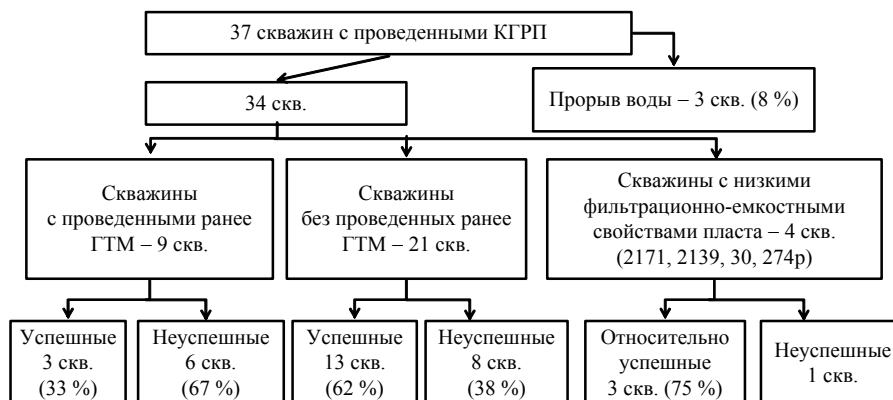 37 скважин с проведенными КГРП
34 скв.
Прорыв воды – 3 скв. (8 %)
Скважины
с проведенными ранее
ГТМ – 9 скв.
Скважины
без проведенных ранее
ГТМ – 21 скв.
Скважины с низкими
фильтрационно-емкостными
свойствами пласта – 4 скв.
(2171, 2139, 30, 274р)
Успешные
3 скв.
(33 %)
Неуспешные
6 скв.
(67 %)
Успешные
13 скв.
(62 %)
Неуспешные
8 скв.
(38 %)
Относительно
успешные
3 скв. (75 %)
Неуспешные
1 скв.